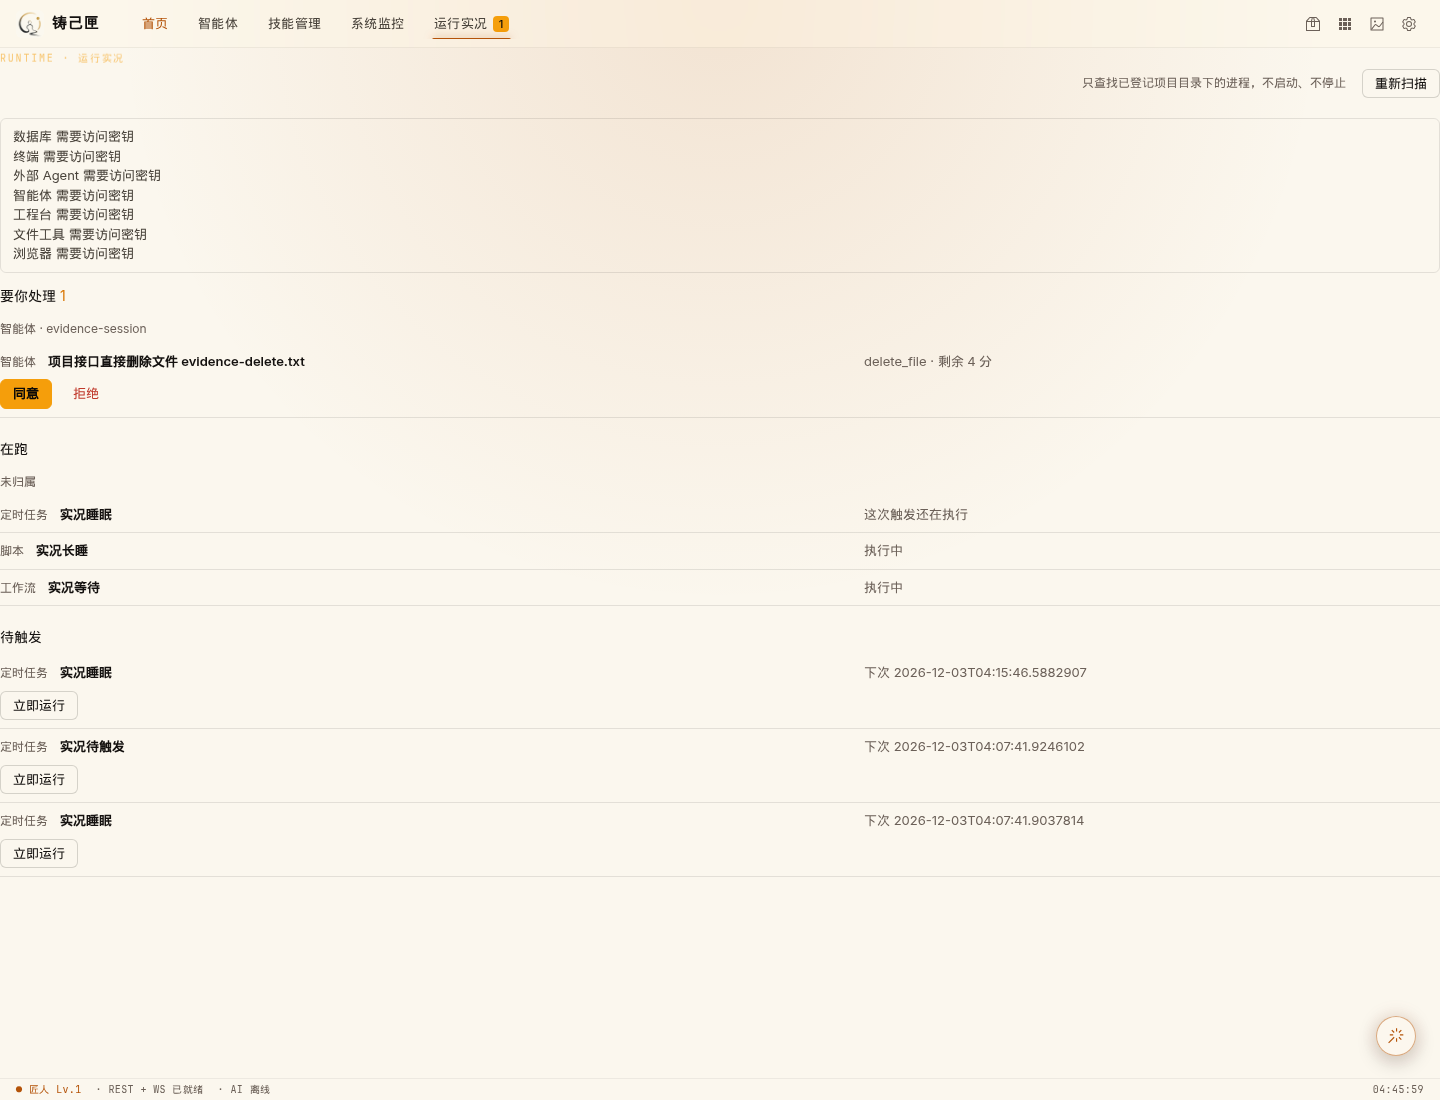 铸己匣 首页 智能体 技能管理 系统监控 运行实况 1
RUNTIME · 运行实况
只查找已登记项目目录下的进程，不启动、不停止 重新扫描
数据库 需要访问密钥
终端 需要访问密钥
外部 Agent 需要访问密钥
智能体 需要访问密钥
工程台 需要访问密钥
文件工具 需要访问密钥
浏览器 需要访问密钥
要你处理 1
智能体 · evidence-session
智能体 项目接口直接删除文件 evidence-delete.txt delete_file · 剩余 4 分
同意 拒绝
在跑
未归属
定时任务 实况睡眠 这次触发还在执行
脚本 实况长睡 执行中
工作流 实况等待 执行中
待触发
定时任务 实况睡眠 下次 2026-12-03T04:15:46.5882907
立即运行
定时任务 实况待触发 下次 2026-12-03T04:07:41.9246102
立即运行
定时任务 实况睡眠 下次 2026-12-03T04:07:41.9037814
立即运行
匠人 Lv.1 · REST + WS 已就绪 · AI 离线 04:45:59